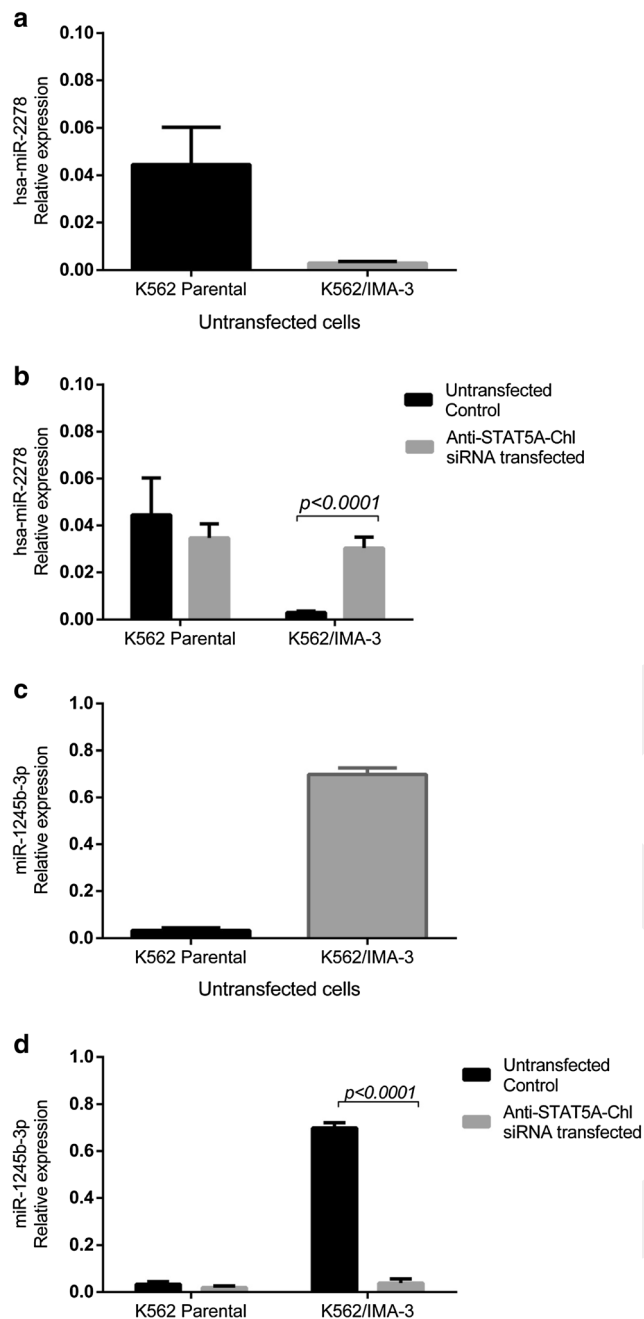 a
hsa-miR-2278
Relative expression
0.10
0.08
0.06
0.04
0.02
0.00
K562 Parental
K562/IMA-3
Untransfected cells
b
hsa-miR-2278
Relative expression
0.10
0.08
0.06
0.04
0.02
0.00
p<0.0001
K562 Parental
K562/IMA-3
Untransfected
Control
Anti-STAT5A-Chl
siRNA transfected
c
miR-1245b-3p
Relative expression
1.0
0.8
0.6
0.4
0.2
0.0
K562 Parental
K562/IMA-3
Untransfected cells
d
miR-1245b-3p
Relative expression
1.0
0.8
0.6
0.4
0.2
0.0
p<0.0001
K562 Parental
K562/IMA-3
Untransfected
Control
Anti-STAT5A-Chl
siRNA transfected